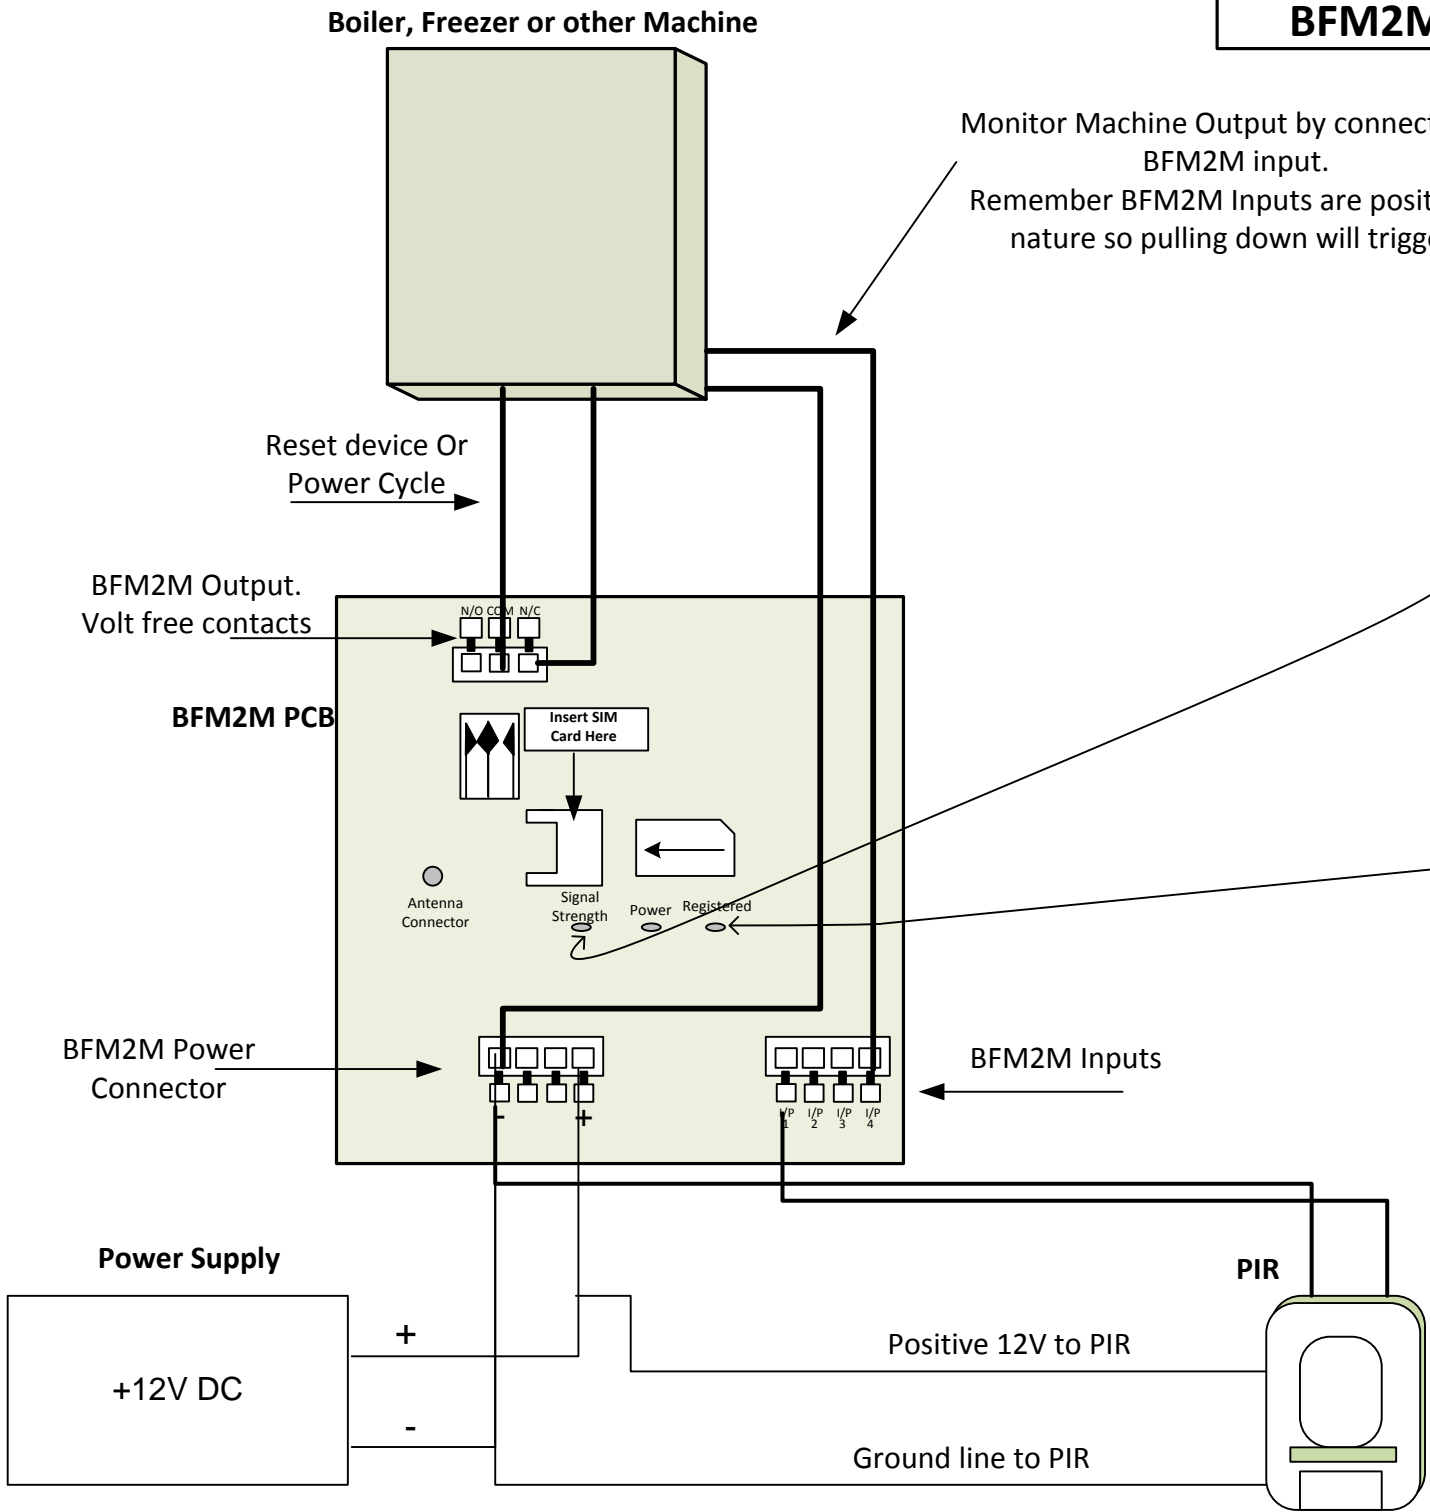 Boiler, Freezer or other Machine
BFM2M
Monitor Machine Output by connect
BFM2M input.
Remember BFM2M Inputs are posit
nature so pulling down will trigg
Reset device Or
Power Cycle
BFM2M Output.
Volt free contacts
N/O COM N/C
BFM2M PCB
Insert SIM
Card Here
Antenna
Connector
Signal
Strength
Power
Registered
BFM2M Power
Connector
BFM2M Inputs
- +
I/P I/P I/P I/P
1 2 3 4
Power Supply
PIR
+
Positive 12V to PIR
+12V DC
-
Ground line to PIR